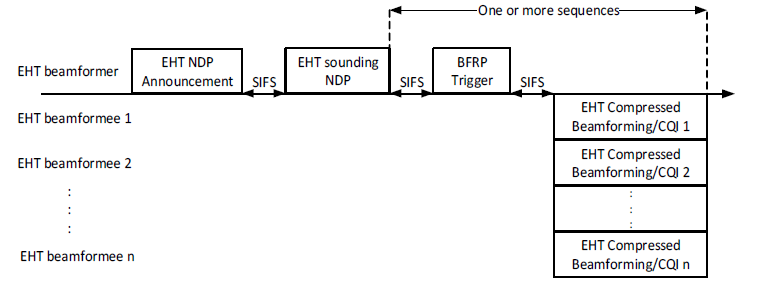 One or more sequences
EHT beamformer
EHT NDP
Announcement
SIFS
EHT sounding
NDP
SIFS
BFRP
Trigger
SIFS
EHT beamformee 1
EHT Compressed
Beamforming/CQI 1
EHT beamformee 2
EHT Compressed
Beamforming/CQI 2
:
:
:
:
:
:
EHT beamformee n
EHT Compressed
Beamforming/CQI n